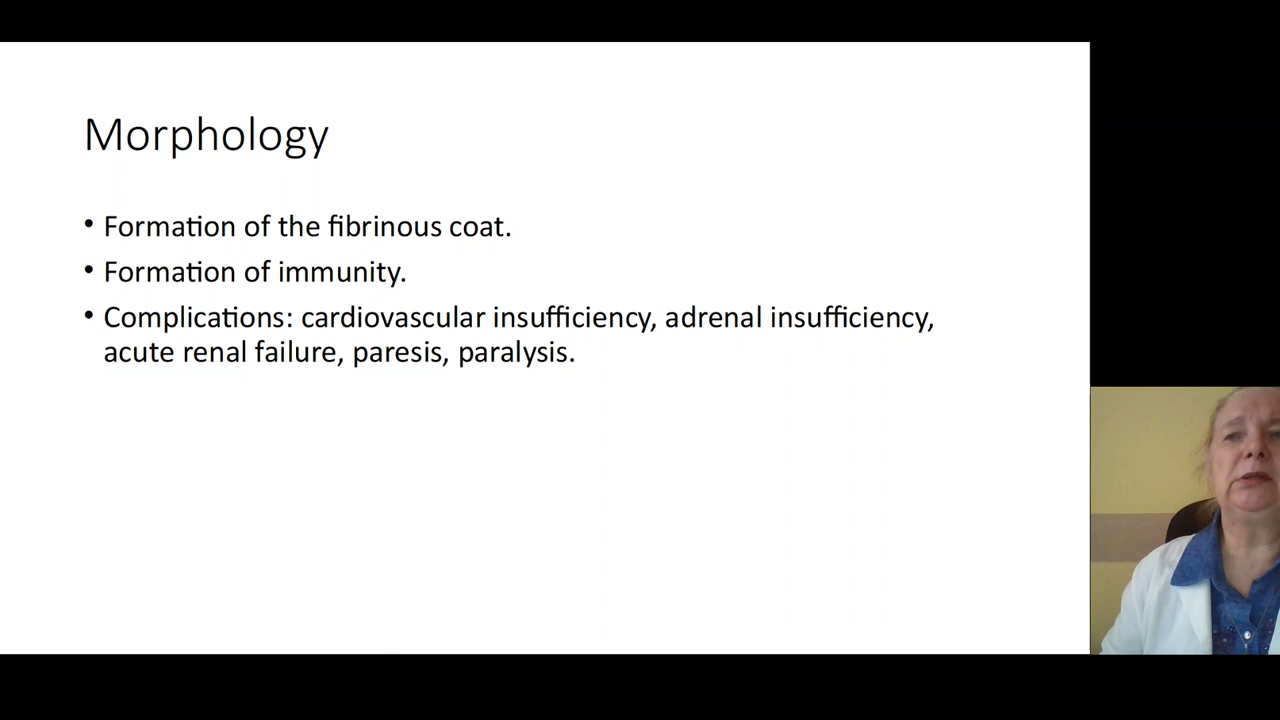 Morphology
• Formation of the fibrinous coat.
• Formation of immunity.
• Complications: cardiovascular insufficiency, adrenal insufficiency,
acute renal failure, paresis, paralysis.